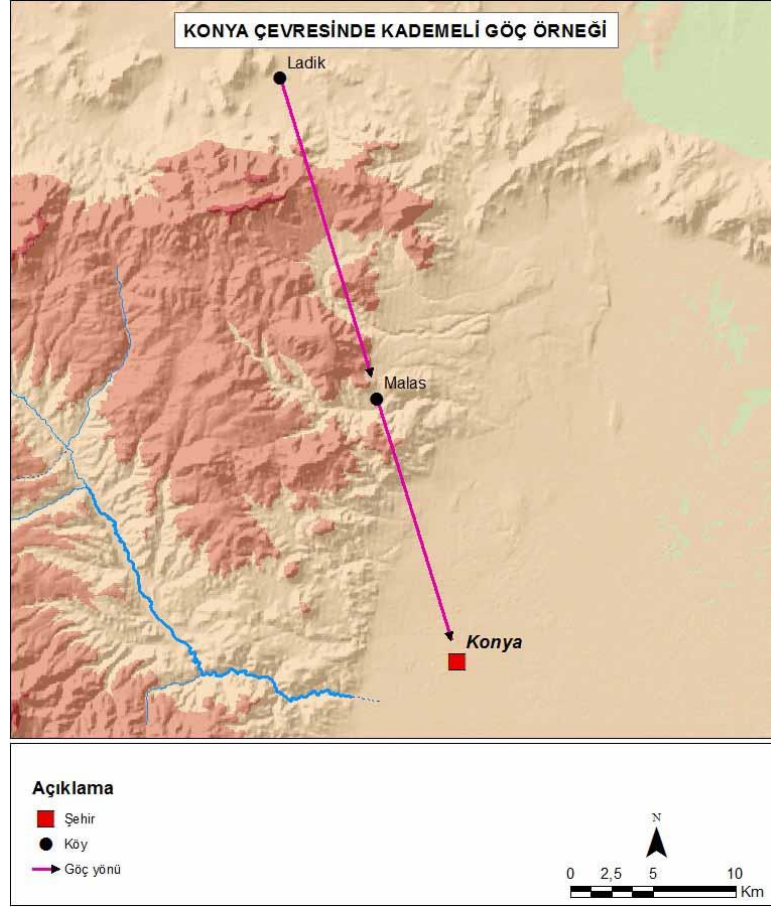 KONYA ÇEVRESİNDE KADEMELİ GÖÇ ÖRNEĞİ
Ladik
Malas
Konya
Açıklama
Şehir
Köy
Göç yönü
N
0 2,5 5 10
Km